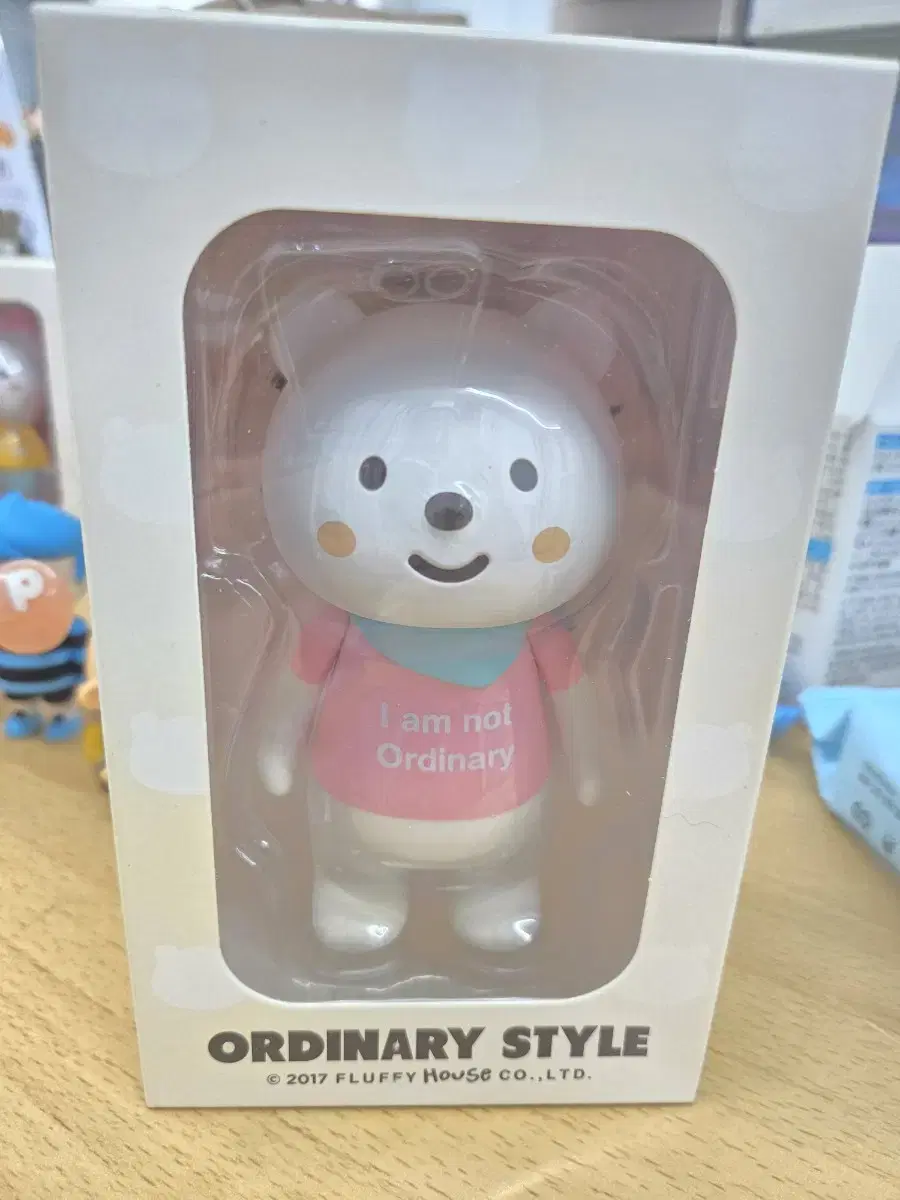 I am not
Ordinary
ORDINARY STYLE
© 2017 FLUFFY House CO.,LTD.
P